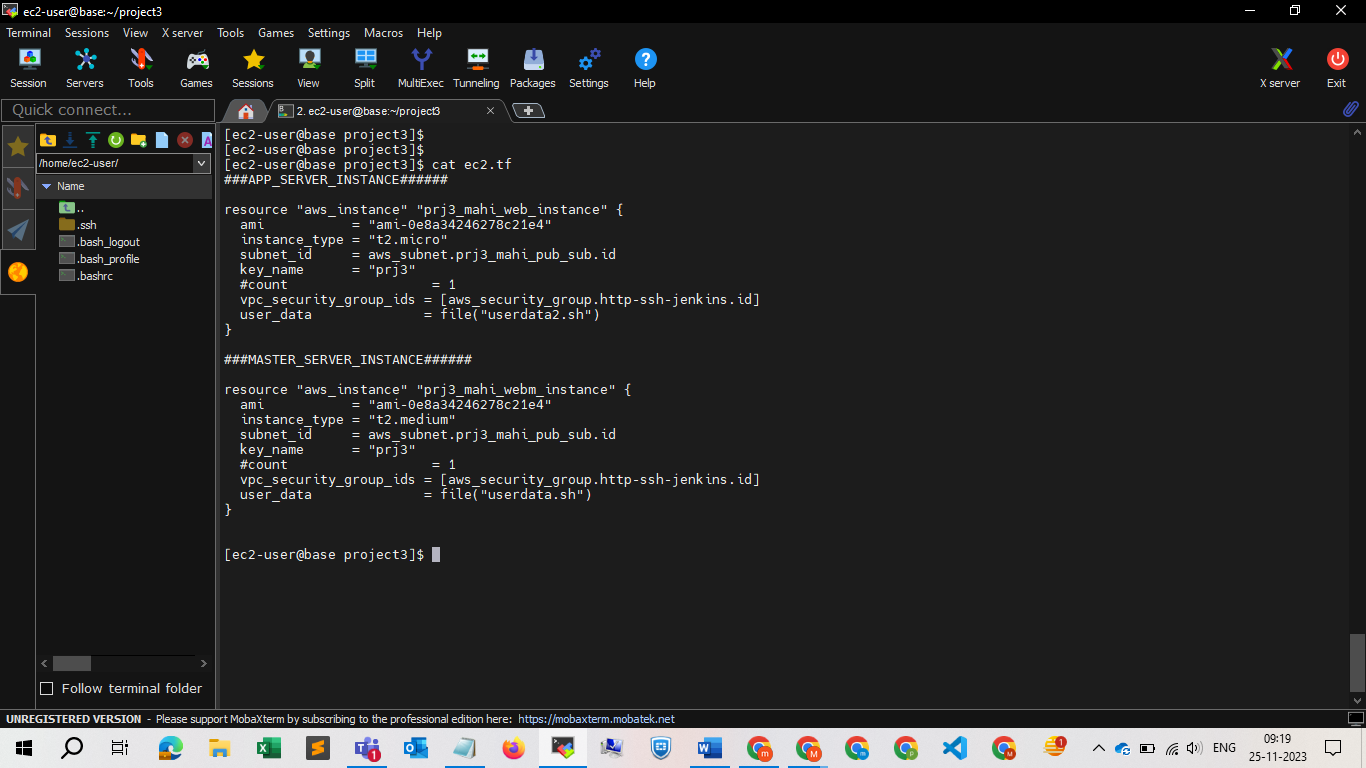 ec2-user@base:~/project3
Terminal Sessions View X server Tools Games Settings Macros Help
Session Servers Tools Games Sessions View Split MultiExec Tunneling Packages Settings Help X server Exit
Quick connect...
2. ec2-user@base:~/project3
/home/ec2-user/
Name
..
.ssh
.bash_logout
.bash_profile
.bashrc
Follow terminal folder
[ec2-user@base project3]$
[ec2-user@base project3]$
[ec2-user@base project3]$ cat ec2.tf
###APP_SERVER_INSTANCE######
resource "aws_instance" "prj3_mahi_web_instance" {
  ami           = "ami-0e8a34246278c21e4"
  instance_type = "t2.micro"
  subnet_id     = aws_subnet.prj3_mahi_pub_sub.id
  key_name      = "prj3"
  #count                  = 1
  vpc_security_group_ids = [aws_security_group.http-ssh-jenkins.id]
  user_data              = file("userdata2.sh")
}
###MASTER_SERVER_INSTANCE######
resource "aws_instance" "prj3_mahi_webm_instance" {
  ami           = "ami-0e8a34246278c21e4"
  instance_type = "t2.medium"
  subnet_id     = aws_subnet.prj3_mahi_pub_sub.id
  key_name      = "prj3"
  #count                  = 1
  vpc_security_group_ids = [aws_security_group.http-ssh-jenkins.id]
  user_data              = file("userdata.sh")
}
[ec2-user@base project3]$
UNREGISTERED VERSION - Please support MobaXterm by subscribing to the professional edition here: https://mobaxterm.mobatek.net
ENG
09:19
25-11-2023